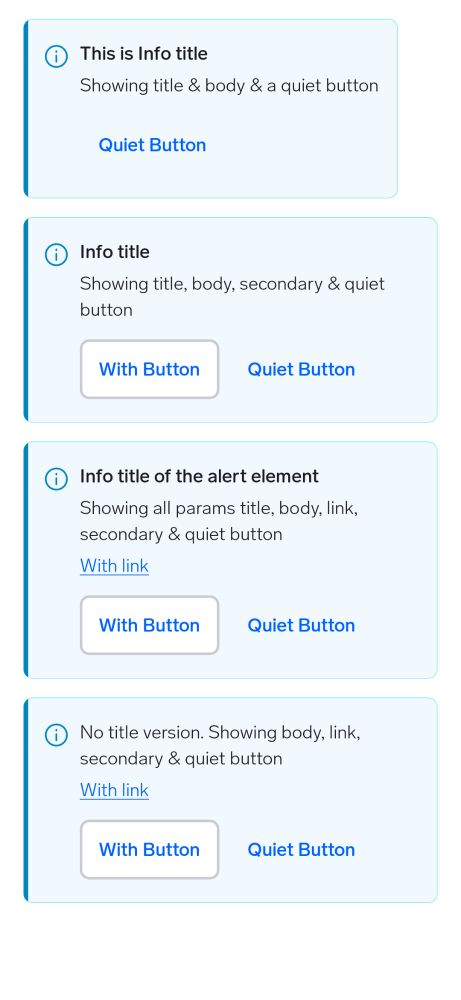 This is Info title
Showing title & body & a quiet button
Quiet Button
Info title
Showing title, body, secondary & quiet
button
With Button
Quiet Button
Info title of the alert element
Showing all params title, body, link,
secondary & quiet button
With link
With Button
Quiet Button
No title version. Showing body, link,
secondary & quiet button
With link
With Button
Quiet Button